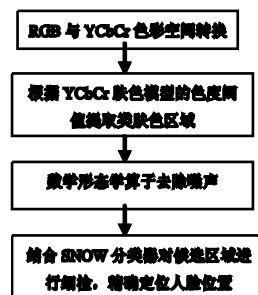 RGB 与 YCbCr 色彩空间转换
根据 YCbCr 肤色模型的色度阈
值提取类肤色区域
数学形态学算子去除噪声
结合 SNOW 分类器对候选区域进
行细检，精确定位人脸位置